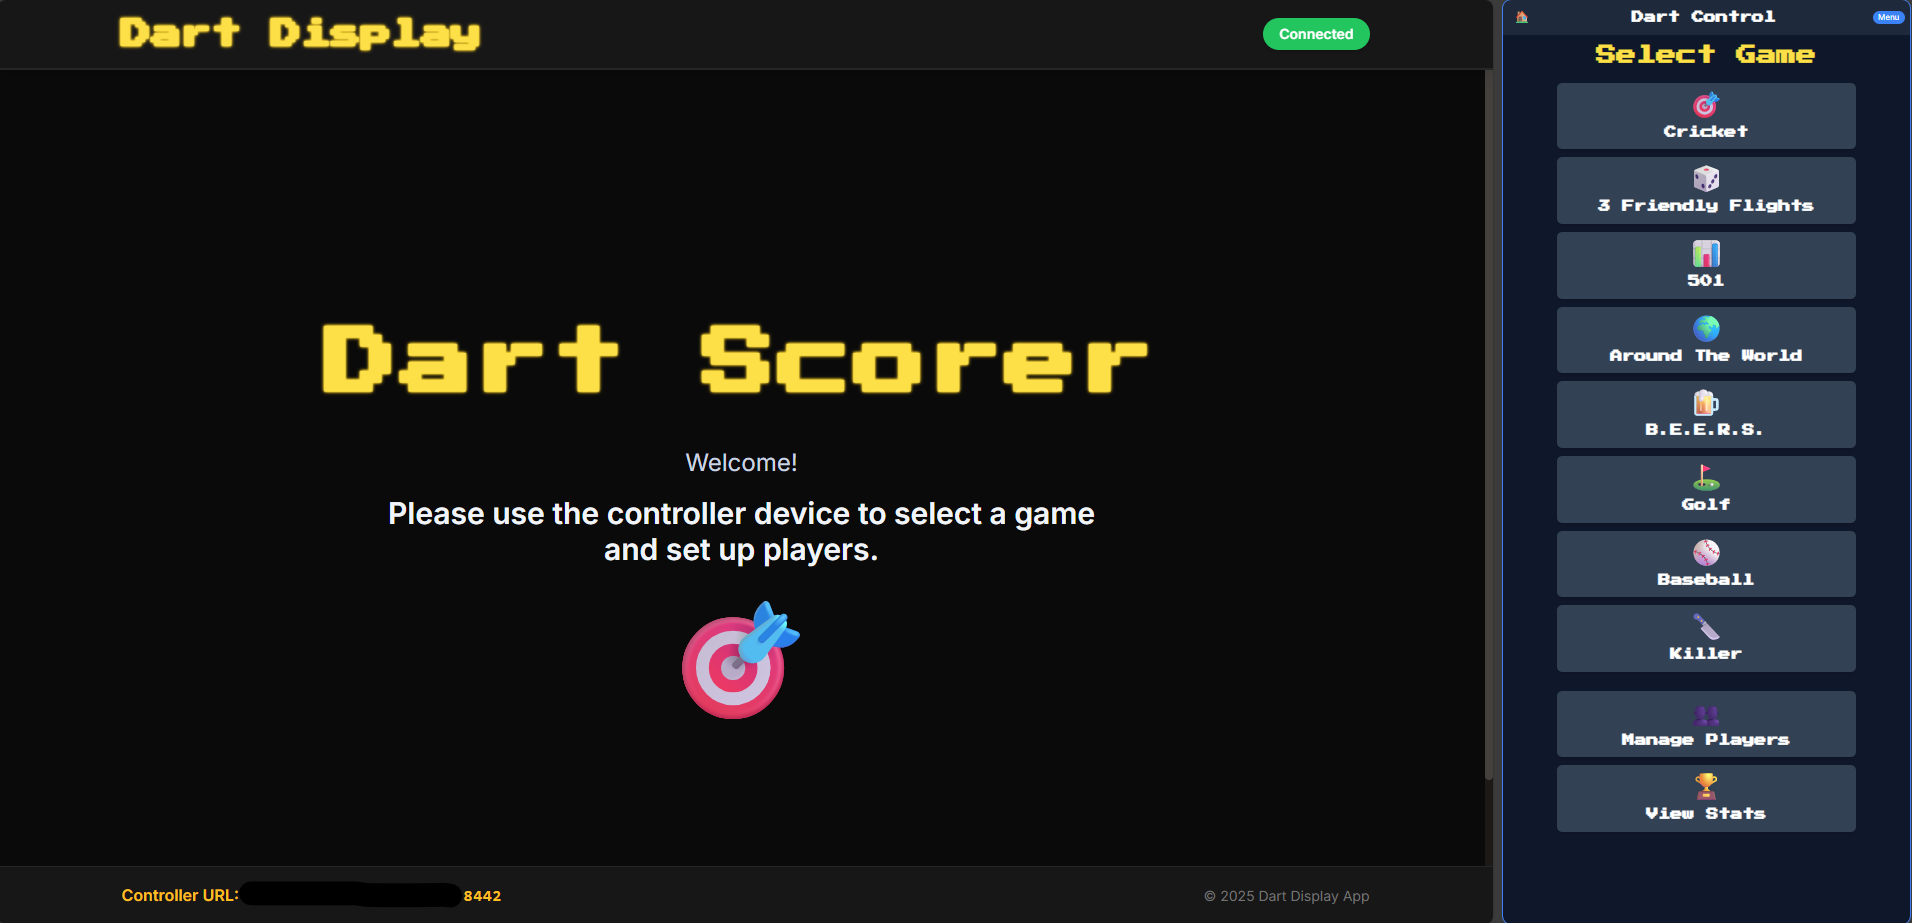 Dart Display
Connected
Dart Scorer
Welcome!
Please use the controller device to select a game
and set up players.
Controller URL: 8442
© 2025 Dart Display App
Dart Control
Menu
Select Game
Cricket
3 Friendly Flights
501
Around The World
B.E.E.R.S.
Golf
Baseball
Killer
Manage Players
View Stats